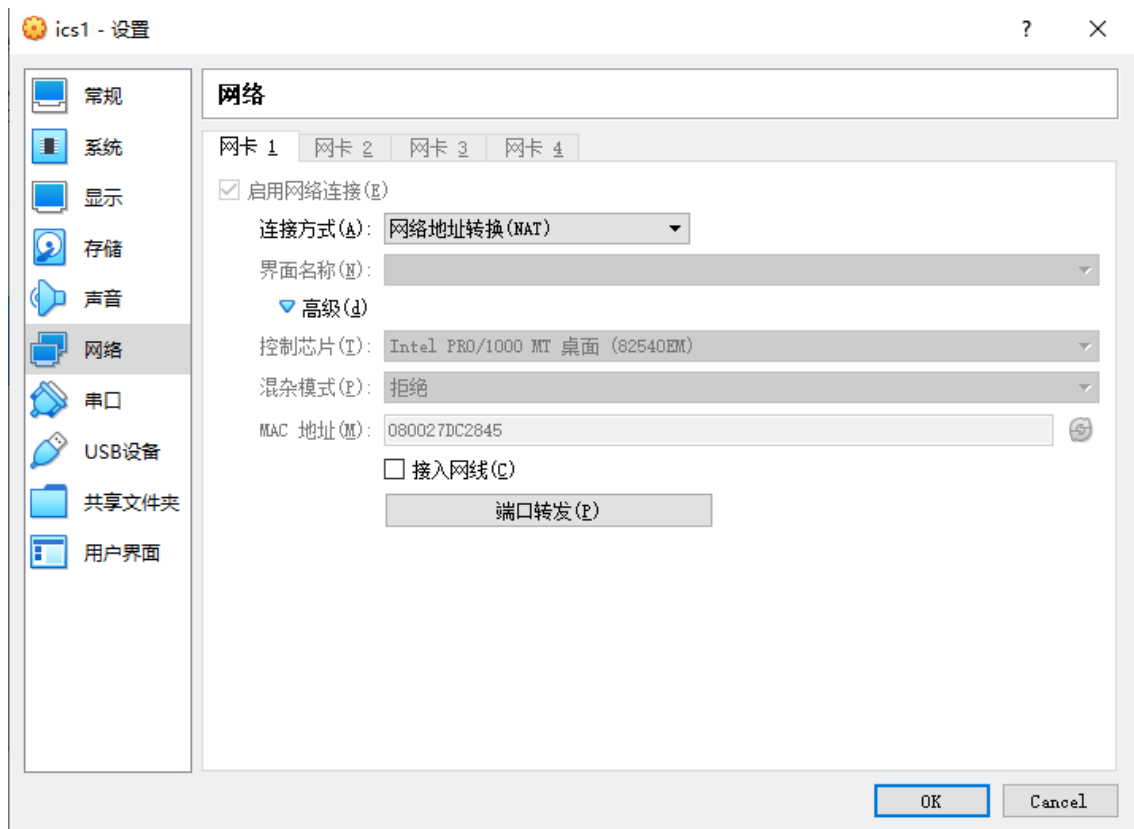 ics1 - 设置
?
常规
系统
显示
存储
声音
网络
串口
USB设备
共享文件夹
用户界面
网络
网卡 1 网卡 2 网卡 3 网卡 4
启用网络连接(E)
连接方式(A): 网络地址转换(NAT)
界面名称(N):
高级(d)
控制芯片(T): Intel PRO/1000 MT 桌面 (82540EM)
混杂模式(P): 拒绝
MAC 地址(M): 080027DC2845
接入网线(C)
端口转发(P)
OK Cancel